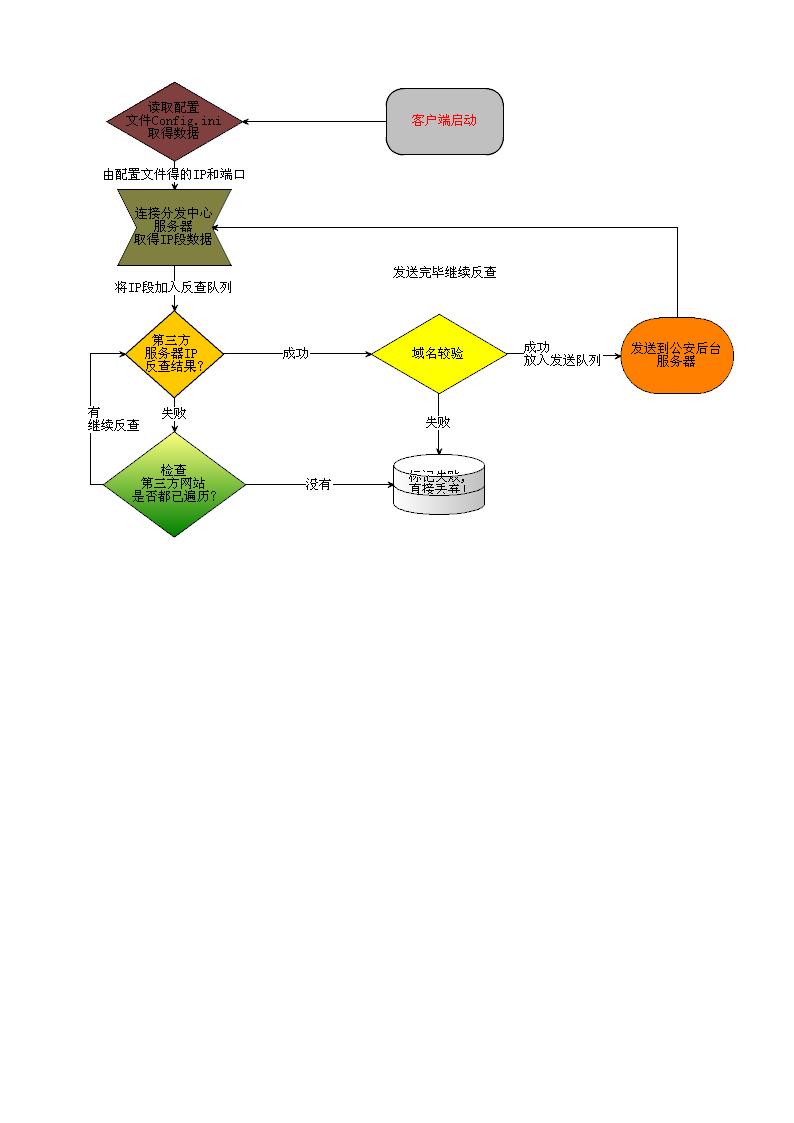 读取配置
文件Config.ini
取得数据
客户端启动
由配置文件得的IP和端口
连接分发中心
服务器
取得IP段数据
发送完毕继续反查
将IP段加入反查队列
第三方
服务器IP
反查结果?
成功
域名较验
成功
放入发送队列
发送到公安后台
服务器
有
继续反查
失败
失败
检查
第三方网站
是否都已遍历?
没有
标记失败,
直接丢弃!